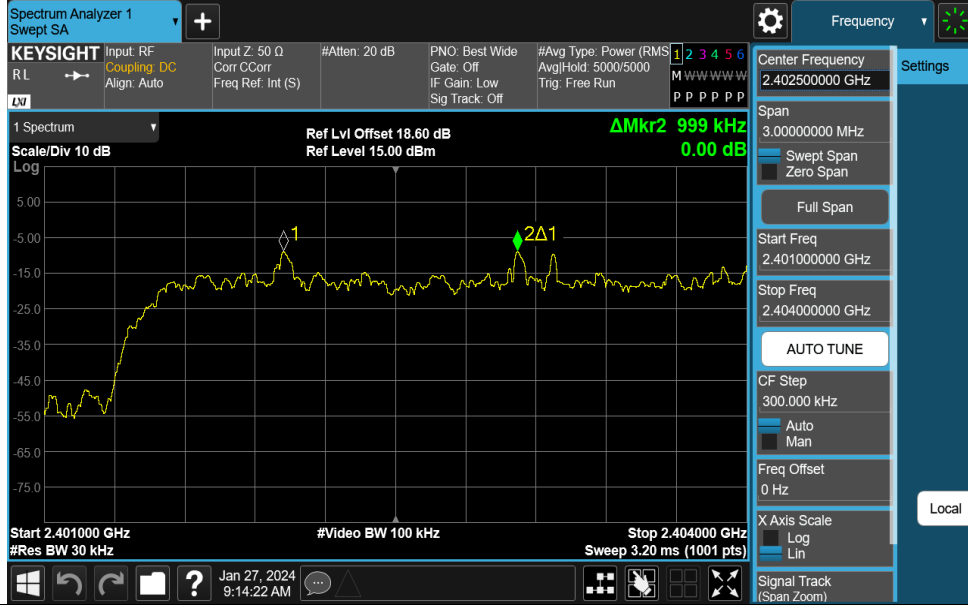 Spectrum Analyzer 1
Swept SA
+
Frequency
KEYSIGHT
R L
LXI
Input: RF
Coupling: DC
Align: Auto
Input Z: 50 Ω
Corr CCorr
Freq Ref: Int (S)
#Atten: 20 dB
PNO: Best Wide
Gate: Off
IF Gain: Low
Sig Track: Off
#Avg Type: Power (RMS
Avg|Hold: 5000/5000
Trig: Free Run
1 2 3 4 5 6
M W W W W W
P P P P P P
1 Spectrum
Scale/Div 10 dB
Log
Ref Lvl Offset 18.60 dB
Ref Level 15.00 dBm
ΔMkr2 999 kHz
0.00 dB
5.00
-5.00
-15.0
-25.0
-35.0
-45.0
-55.0
-65.0
-75.0
1
2Δ1
Start 2.401000 GHz
#Res BW 30 kHz
#Video BW 100 kHz
Stop 2.404000 GHz
Sweep 3.20 ms (1001 pts)
Center Frequency
2.402500000 GHz
Settings
Span
3.00000000 MHz
Swept Span
Zero Span
Full Span
Start Freq
2.401000000 GHz
Stop Freq
2.404000000 GHz
AUTO TUNE
CF Step
300.000 kHz
Auto
Man
Freq Offset
0 Hz
Local
X Axis Scale
Log
Lin
Signal Track
(Span Zoom)
?
Jan 27, 2024
9:14:22 AM